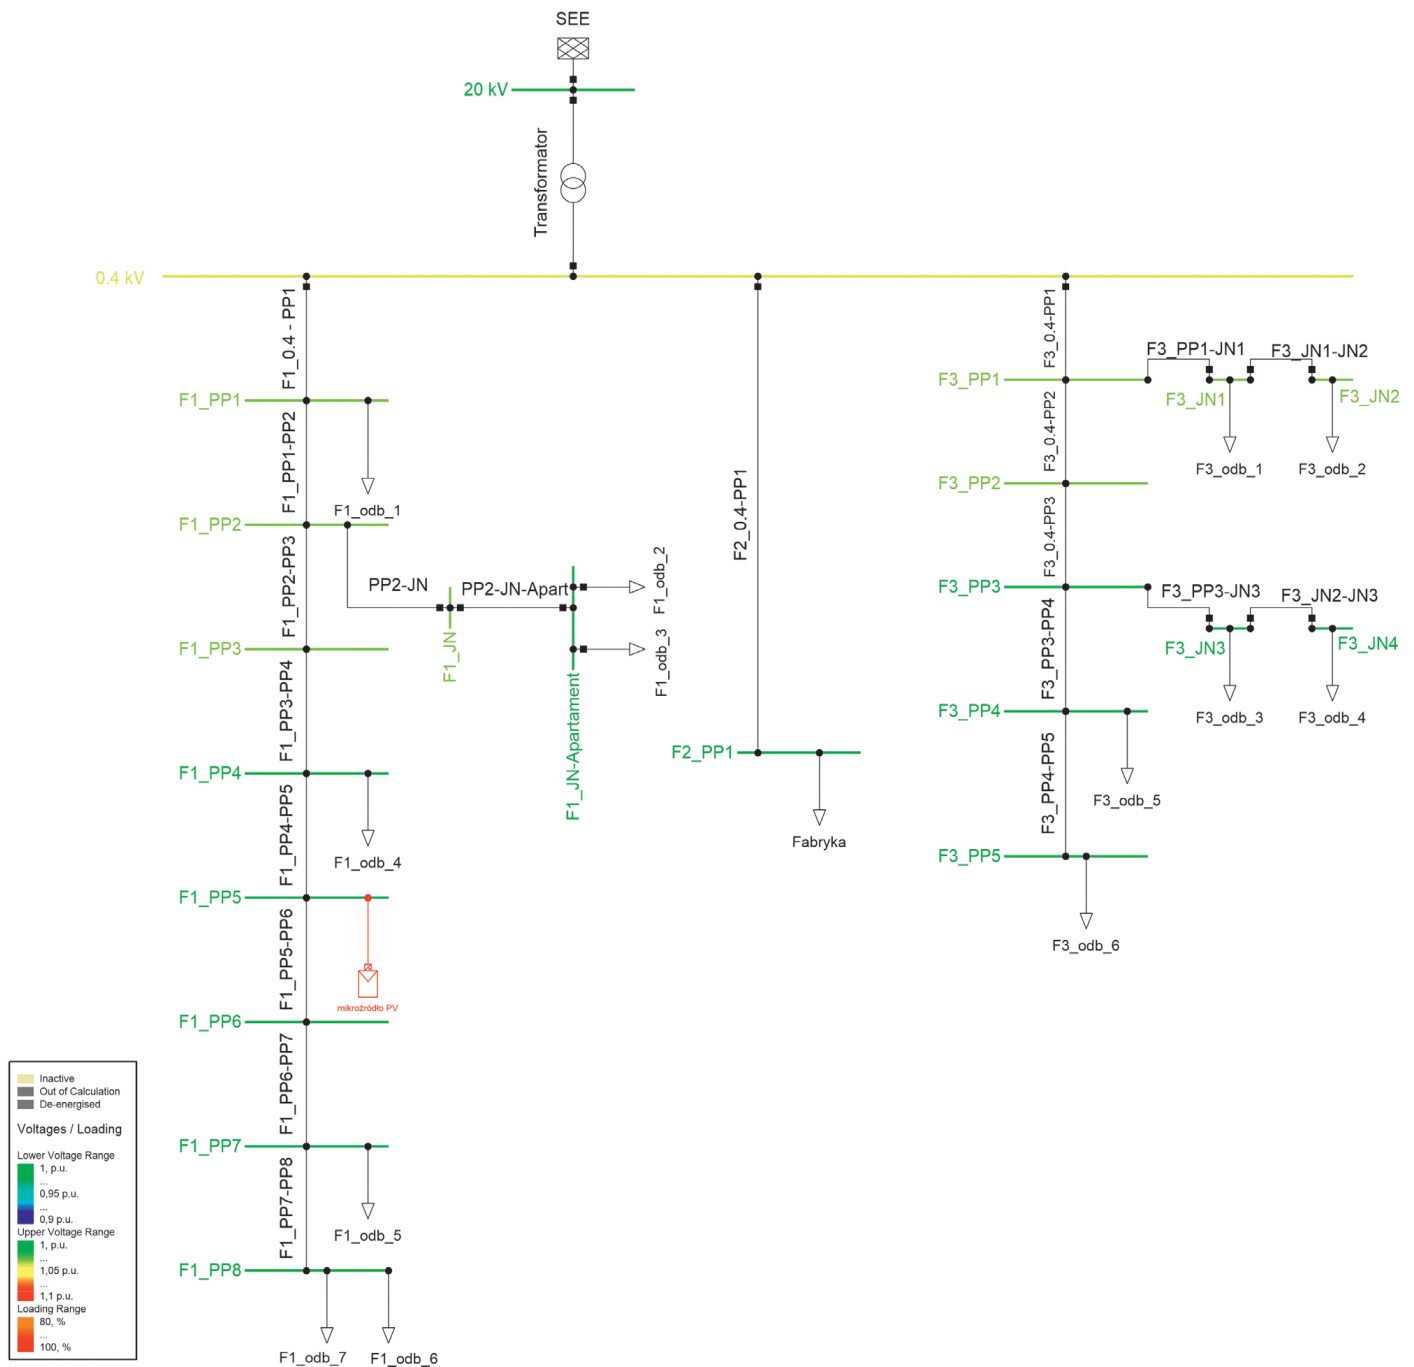 SEE
20 kV
Transformator
0.4 kV
F1_0.4 - PP1
F1_PP1
F1_PP1-PP2
F1_odb_1
F1_PP2
F1_PP2-PP3
PP2-JN
F1_JN
PP2-JN-Apart
F1_odb_2
F1_odb_3
F1_JN-Apartament
F1_PP3
F1_PP3-PP4
F1_PP4
F1_PP4-PP5
F1_odb_4
F1_PP5
F1_PP5-PP6
mikroźródło PV
F1_PP6
F1_PP6-PP7
F1_PP7
F1_PP7-PP8
F1_odb_5
F1_PP8
F1_odb_7
F1_odb_6
F2_0.4-PP1
F2_PP1
Fabryka
F3_0.4-PP1
F3_PP1
F3_PP1-JN1
F3_JN1-JN2
F3_JN1
F3_JN2
F3_odb_1
F3_odb_2
F3_0.4-PP2
F3_PP2
F3_0.4-PP3
F3_PP3
F3_PP3-JN3
F3_JN2-JN3
F3_JN3
F3_JN4
F3_odb_3
F3_odb_4
F3_PP3-PP4
F3_PP4
F3_odb_5
F3_PP4-PP5
F3_PP5
F3_odb_6
Inactive
Out of Calculation
De-energised
Voltages / Loading
Lower Voltage Range
1, p.u.
...
0,95 p.u.
...
0,9 p.u.
Upper Voltage Range
1, p.u.
...
1,05 p.u.
...
1,1 p.u.
Loading Range
80, %
...
100, %